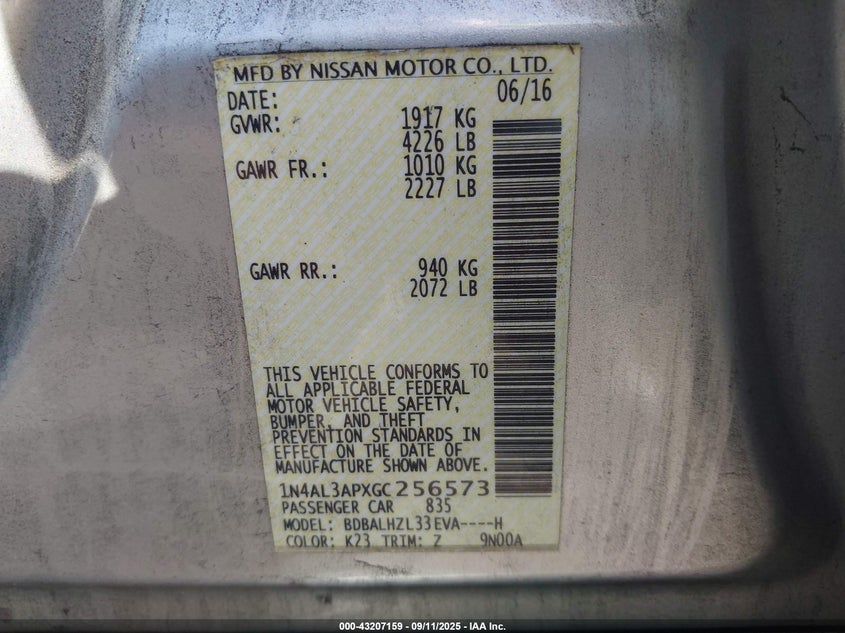 MFD BY NISSAN MOTOR CO., LTD.
DATE: 06/16
GVWR: 1917 KG
4226 LB
GAWR FR.: 1010 KG
2227 LB
GAWR RR.: 940 KG
2072 LB
THIS VEHICLE CONFORMS TO
ALL APPLICABLE FEDERAL
MOTOR VEHICLE SAFETY,
BUMPER, AND THEFT
PREVENTION STANDARDS IN
EFFECT ON THE DATE OF
MANUFACTURE SHOWN ABOVE.
1N4AL3APXGC256573
PASSENGER CAR 835
MODEL: BDBALHZL33EVA----H
COLOR: K23 TRIM: Z 9N00A
000-43207159 - 09/11/2025 - IAA Inc.